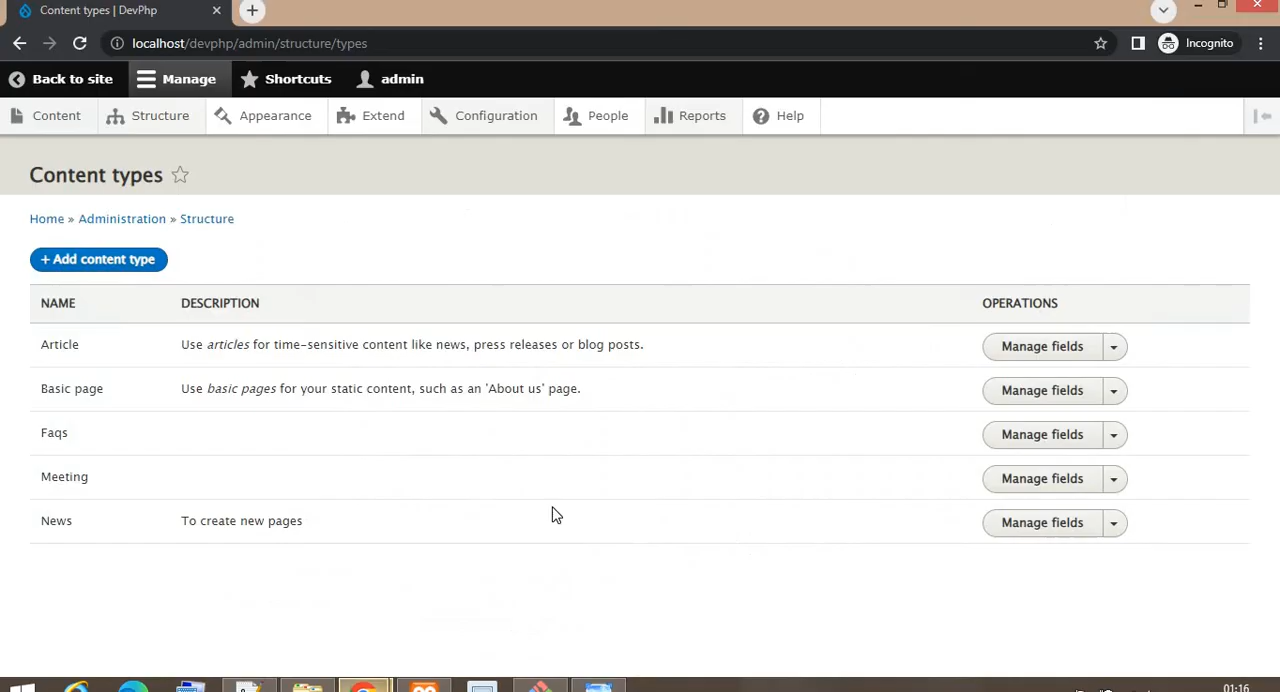 Content types | DevPhp
localhost/devphp/admin/structure/types
Incognito
Back to site
Manage
Shortcuts
admin
Content
Structure
Appearance
Extend
Configuration
People
Reports
Help
Content types
Home » Administration » Structure
+ Add content type
NAME DESCRIPTION OPERATIONS
Article Use articles for time-sensitive content like news, press releases or blog posts. Manage fields
Basic page Use basic pages for your static content, such as an 'About us' page. Manage fields
Faqs Manage fields
Meeting Manage fields
News To create new pages Manage fields
01:16